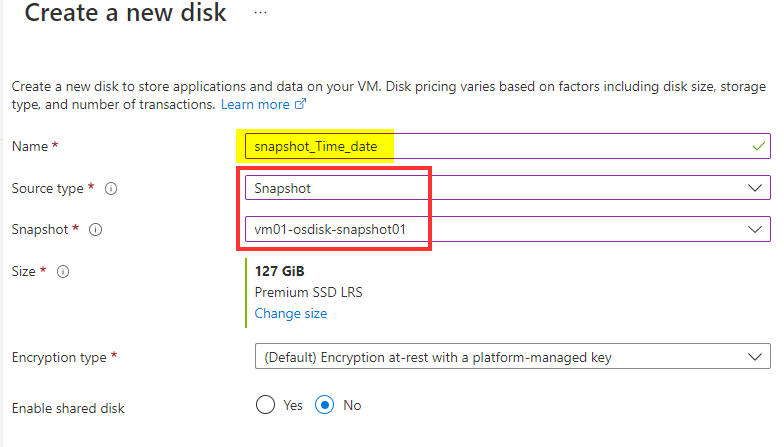 Create a new disk ...
Create a new disk to store applications and data on your VM. Disk pricing varies based on factors including disk size, storage
type, and number of transactions. Learn more
Name *
snapshot_Time_date
Source type *
Snapshot
Snapshot *
vm01-osdisk-snapshot01
Size *
127 GiB
Premium SSD LRS
Change size
Encryption type *
(Default) Encryption at-rest with a platform-managed key
Enable shared disk
Yes
No